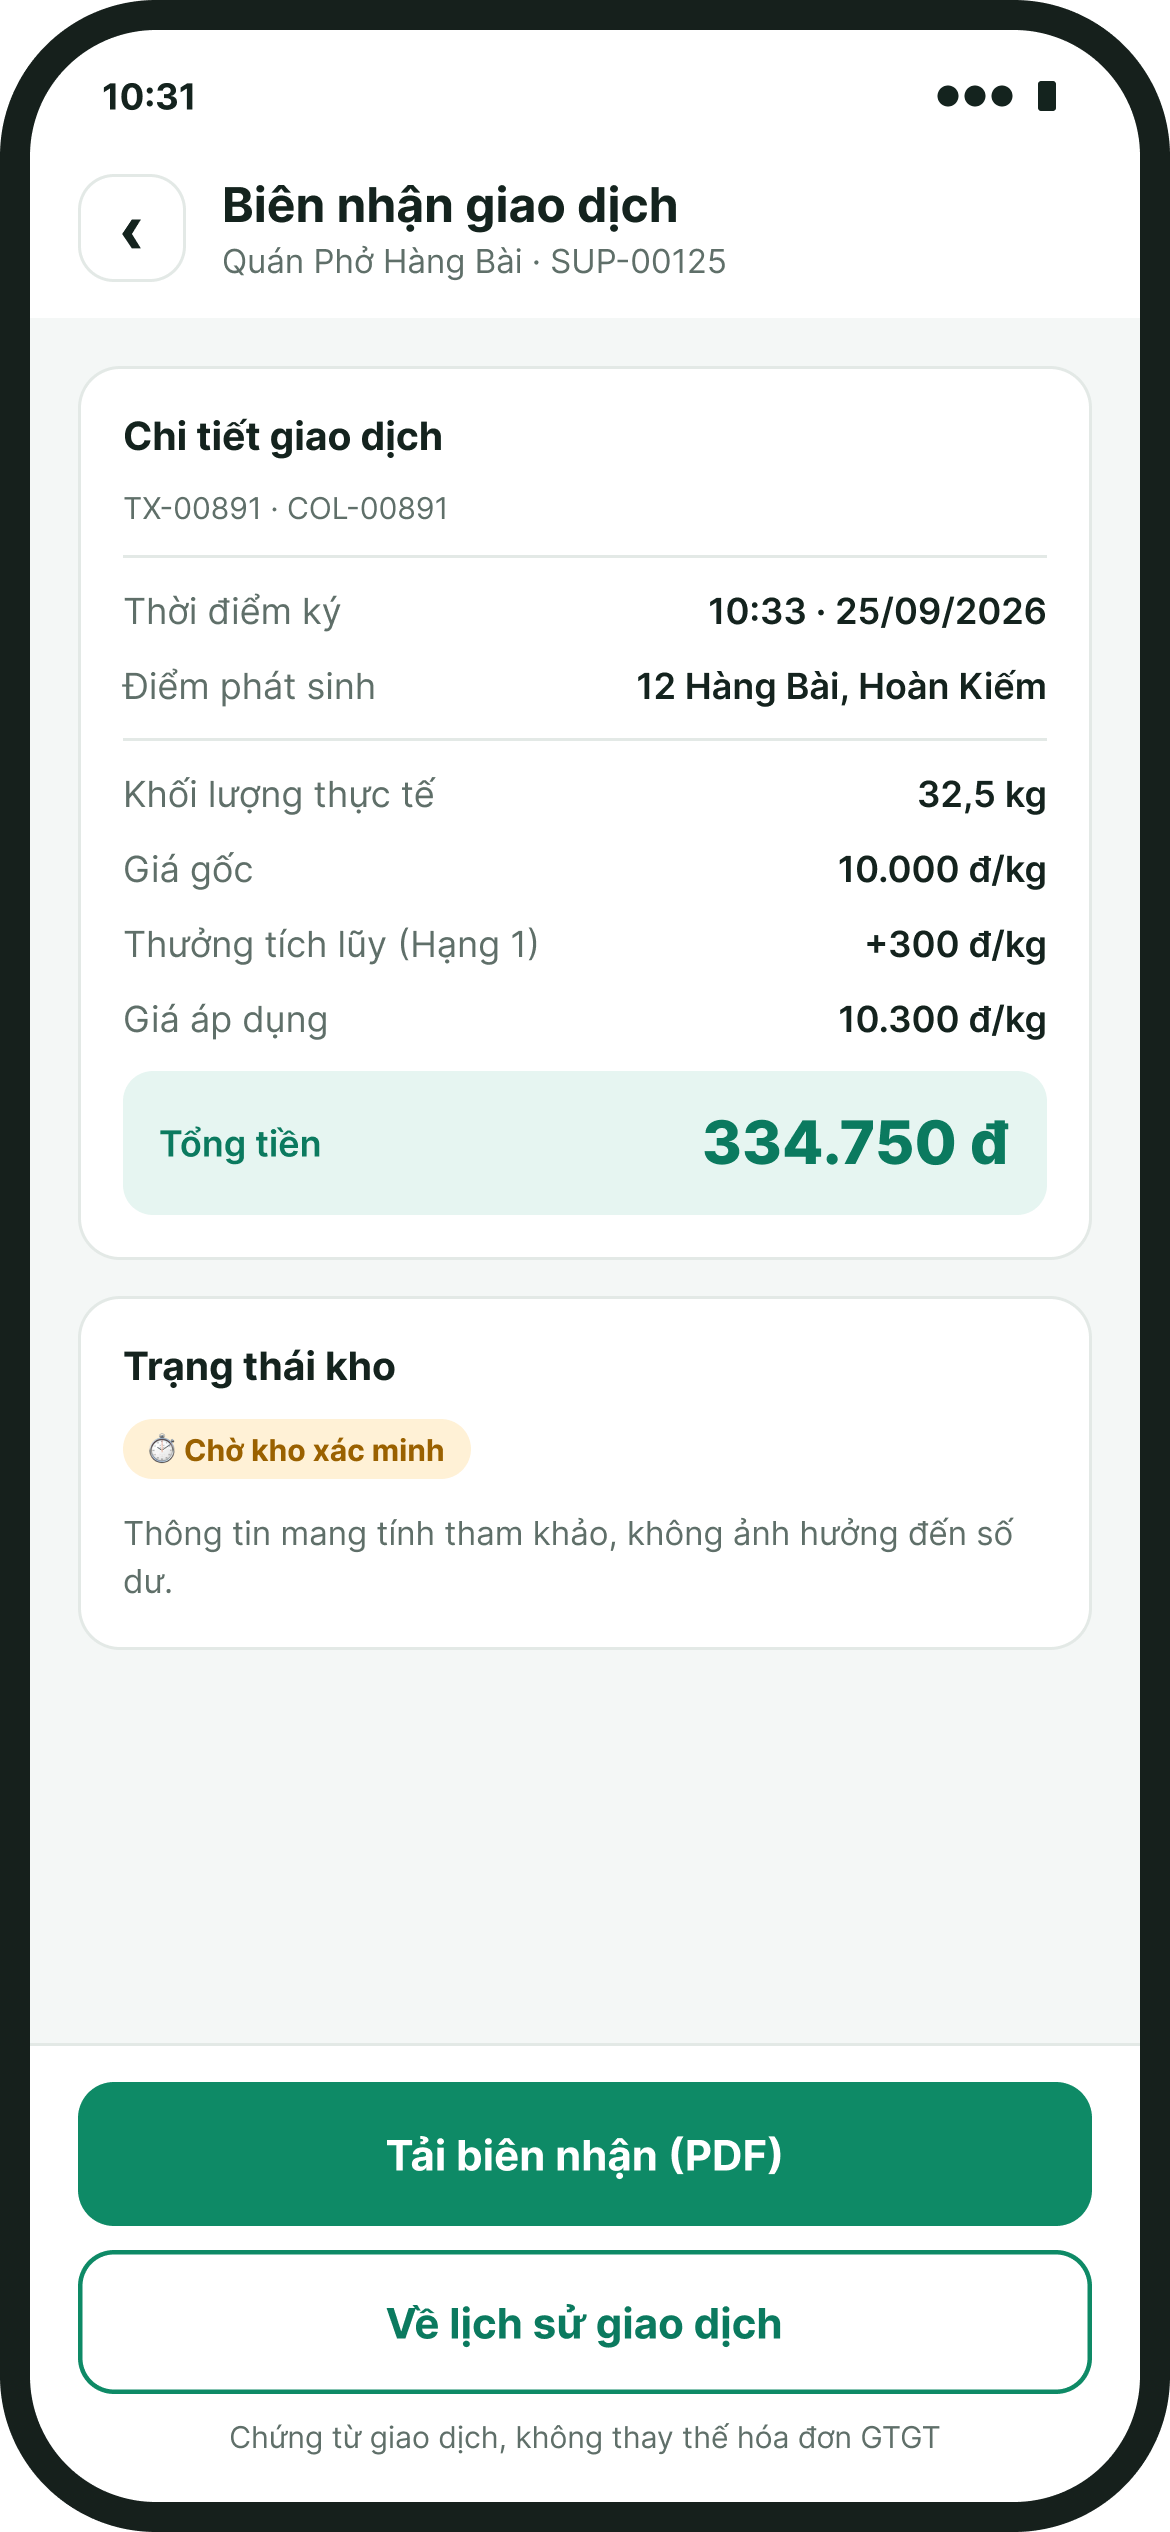 10:31
Biên nhận giao dịch
Quán Phở Hàng Bài · SUP-00125
Chi tiết giao dịch
TX-00891 · COL-00891
Thời điểm ký 10:33 · 25/09/2026
Điểm phát sinh 12 Hàng Bài, Hoàn Kiếm
Khối lượng thực tế 32,5 kg
Giá gốc 10.000 đ/kg
Thưởng tích lũy (Hạng 1) +300 đ/kg
Giá áp dụng 10.300 đ/kg
Tổng tiền 334.750 đ
Trạng thái kho
Chờ kho xác minh
Thông tin mang tính tham khảo, không ảnh hưởng đến số
dư.
Tải biên nhận (PDF)
Về lịch sử giao dịch
Chứng từ giao dịch, không thay thế hóa đơn GTGT